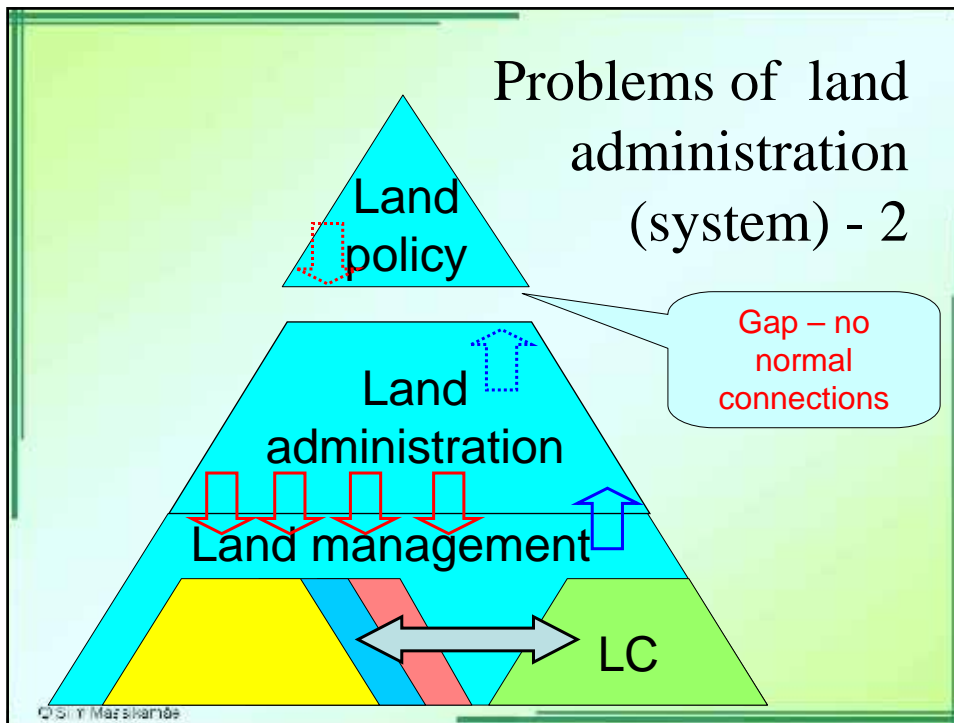 Problems of land
administration
(system) - 2
Land
policy
Gap – no
normal
connections
Land
administration
Land management
LC
©